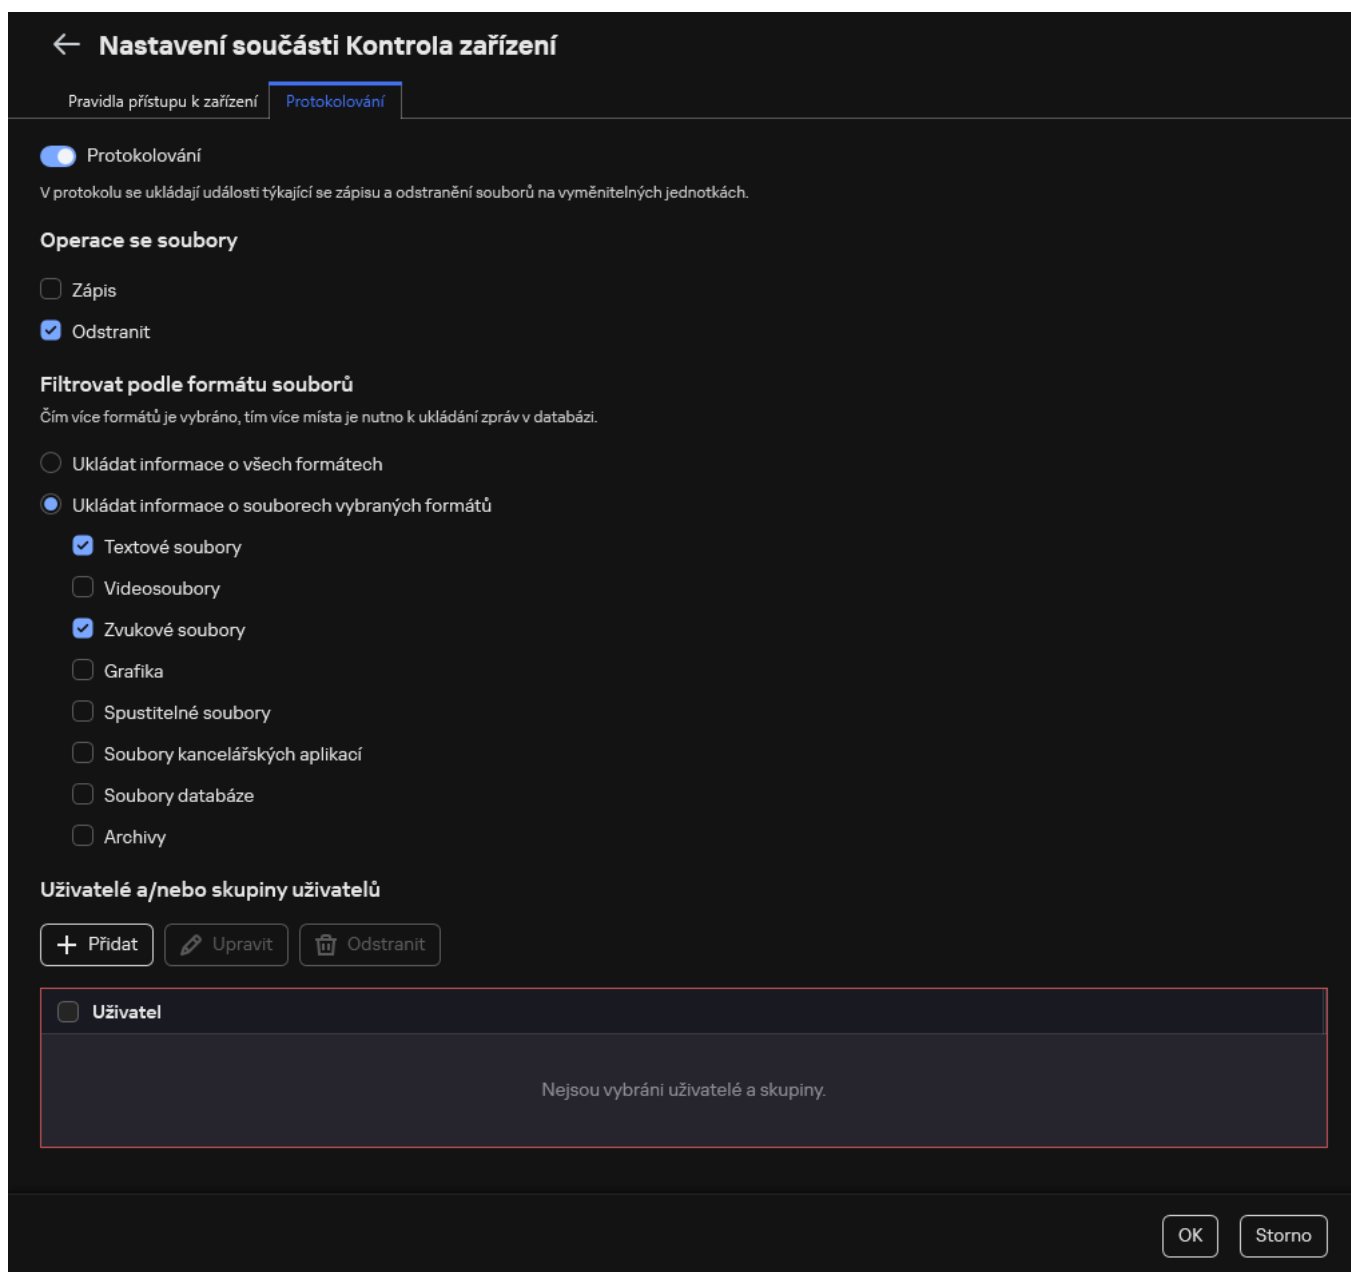 Nastavení součásti Kontrola zařízení
Pravidla přístupu k zařízení
Protokolování
Protokolování
V protokolu se ukládají události týkající se zápisu a odstranění souborů na vyměnitelných jednotkách.
Operace se soubory
Zápis
Odstranit
Filtrovat podle formátu souborů
Čím více formátů je vybráno, tím více místa je nutno k ukládání zpráv v databázi.
Ukládat informace o všech formátech
Ukládat informace o souborech vybraných formátů
Textové soubory
Videosoubory
Zvukové soubory
Grafika
Spustitelné soubory
Soubory kancelářských aplikací
Soubory databáze
Archivy
Uživatelé a/nebo skupiny uživatelů
Přidat
Upravit
Odstranit
Uživatel
Nejsou vybráni uživatelé a skupiny.
OK
Storno